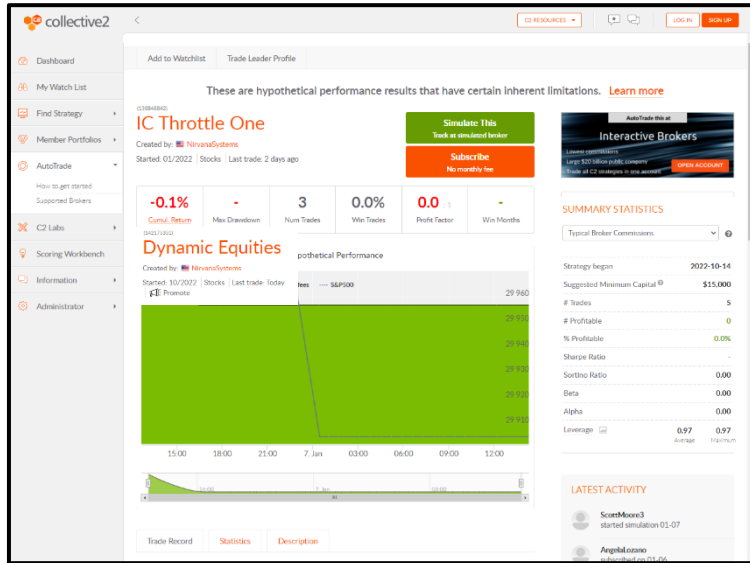 collective2
C2 RESOURCES
LOG IN
SIGN UP
Dashboard
My Watch List
Find Strategy
Member Portfolios
AutoTrade
How to get started
Supported Brokers
C2 Labs
Scoring Workbench
Information
Administrator
Add to Watchlist
Trade Leader Profile
These are hypothetical performance results that have certain inherent limitations. Learn more
IC Throttle One
Created by: NirvanaSystems
Started: 01/2022 Stocks Last trade: 2 days ago
Simulate This
Track at simulated broker
Subscribe
No monthly fee
-0.1%
Cumul. Return
-
Max Drawdown
3
Num Trades
0.0%
Win Trades
0.0
Profit Factor
-
Win Months
Dynamic Equities
Created by: NirvanaSystems
Started: 10/2022 Stocks Last trade: Today
Promote
pothetical Performance
fees
S&P500
29 960
29 950
29 940
29 930
29 920
29 910
15:00 18:00 21:00 7. Jan 03:00 06:00 09:00 12:00
Trade Record
Statistics
Description
AutoTrade this at
Interactive Brokers
Lowest commissions
Large $20 billion public company
Trade all C2 strategies in one account
OPEN ACCOUNT
SUMMARY STATISTICS
Typical Broker Commissions
Strategy began 2022-10-14
Suggested Minimum Capital $15,000
# Trades 5
# Profitable 0
% Profitable 0.0%
Sharpe Ratio -
Sortino Ratio 0.00
Beta 0.00
Alpha 0.00
Leverage 0.97 0.97
Average Maximum
LATEST ACTIVITY
ScottMoore3
started simulation 01-07
AngelaLozano
subscribed on 01-06